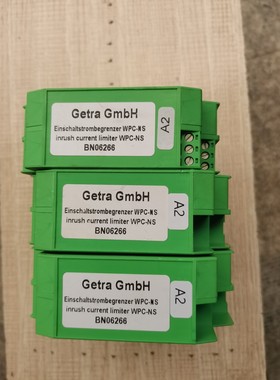 Getra GmbH
Einschaltstrombegrenzer WPC-NS
inrush current limiter WPC-NS
BN06266
A2
Getra GmbH
Einschaltstrombegrenzer WPC-NS
inrush current limiter WPC-NS
BN06266
A2
Getra GmbH
Einschaltstrombegrenzer WPC-NS
inrush current limiter WPC-NS
BN06266
A2